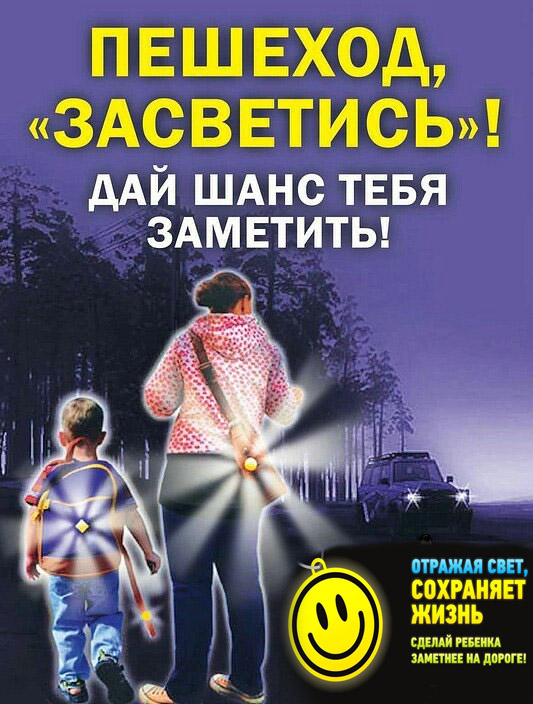 ПЕШЕХОД,
«ЗАСВЕТИСЬ»!
ДАЙ ШАНС ТЕБЯ
ЗАМЕТИТЬ!
ОТРАЖАЯ СВЕТ,
СОХРАНЯЕТ
ЖИЗНЬ
СДЕЛАЙ РЕБЕНКА
ЗАМЕТНЕЕ НА ДОРОГЕ!